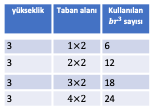 yükseklik Taban alanı Kullanılan br³ sayısı
3 1×2 6
3 2×2 12
3 3×2 18
3 4×2 24